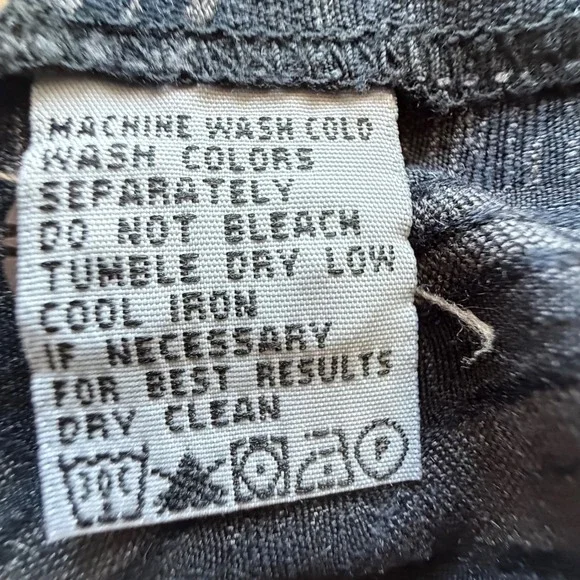 MACHINE WASH COLD
WASH COLORS
SEPARATELY
DO NOT BLEACH
TUMBLE DRY LOW
COOL IRON
IF NECESSARY
FOR BEST RESULTS
DRY CLEAN
30C P